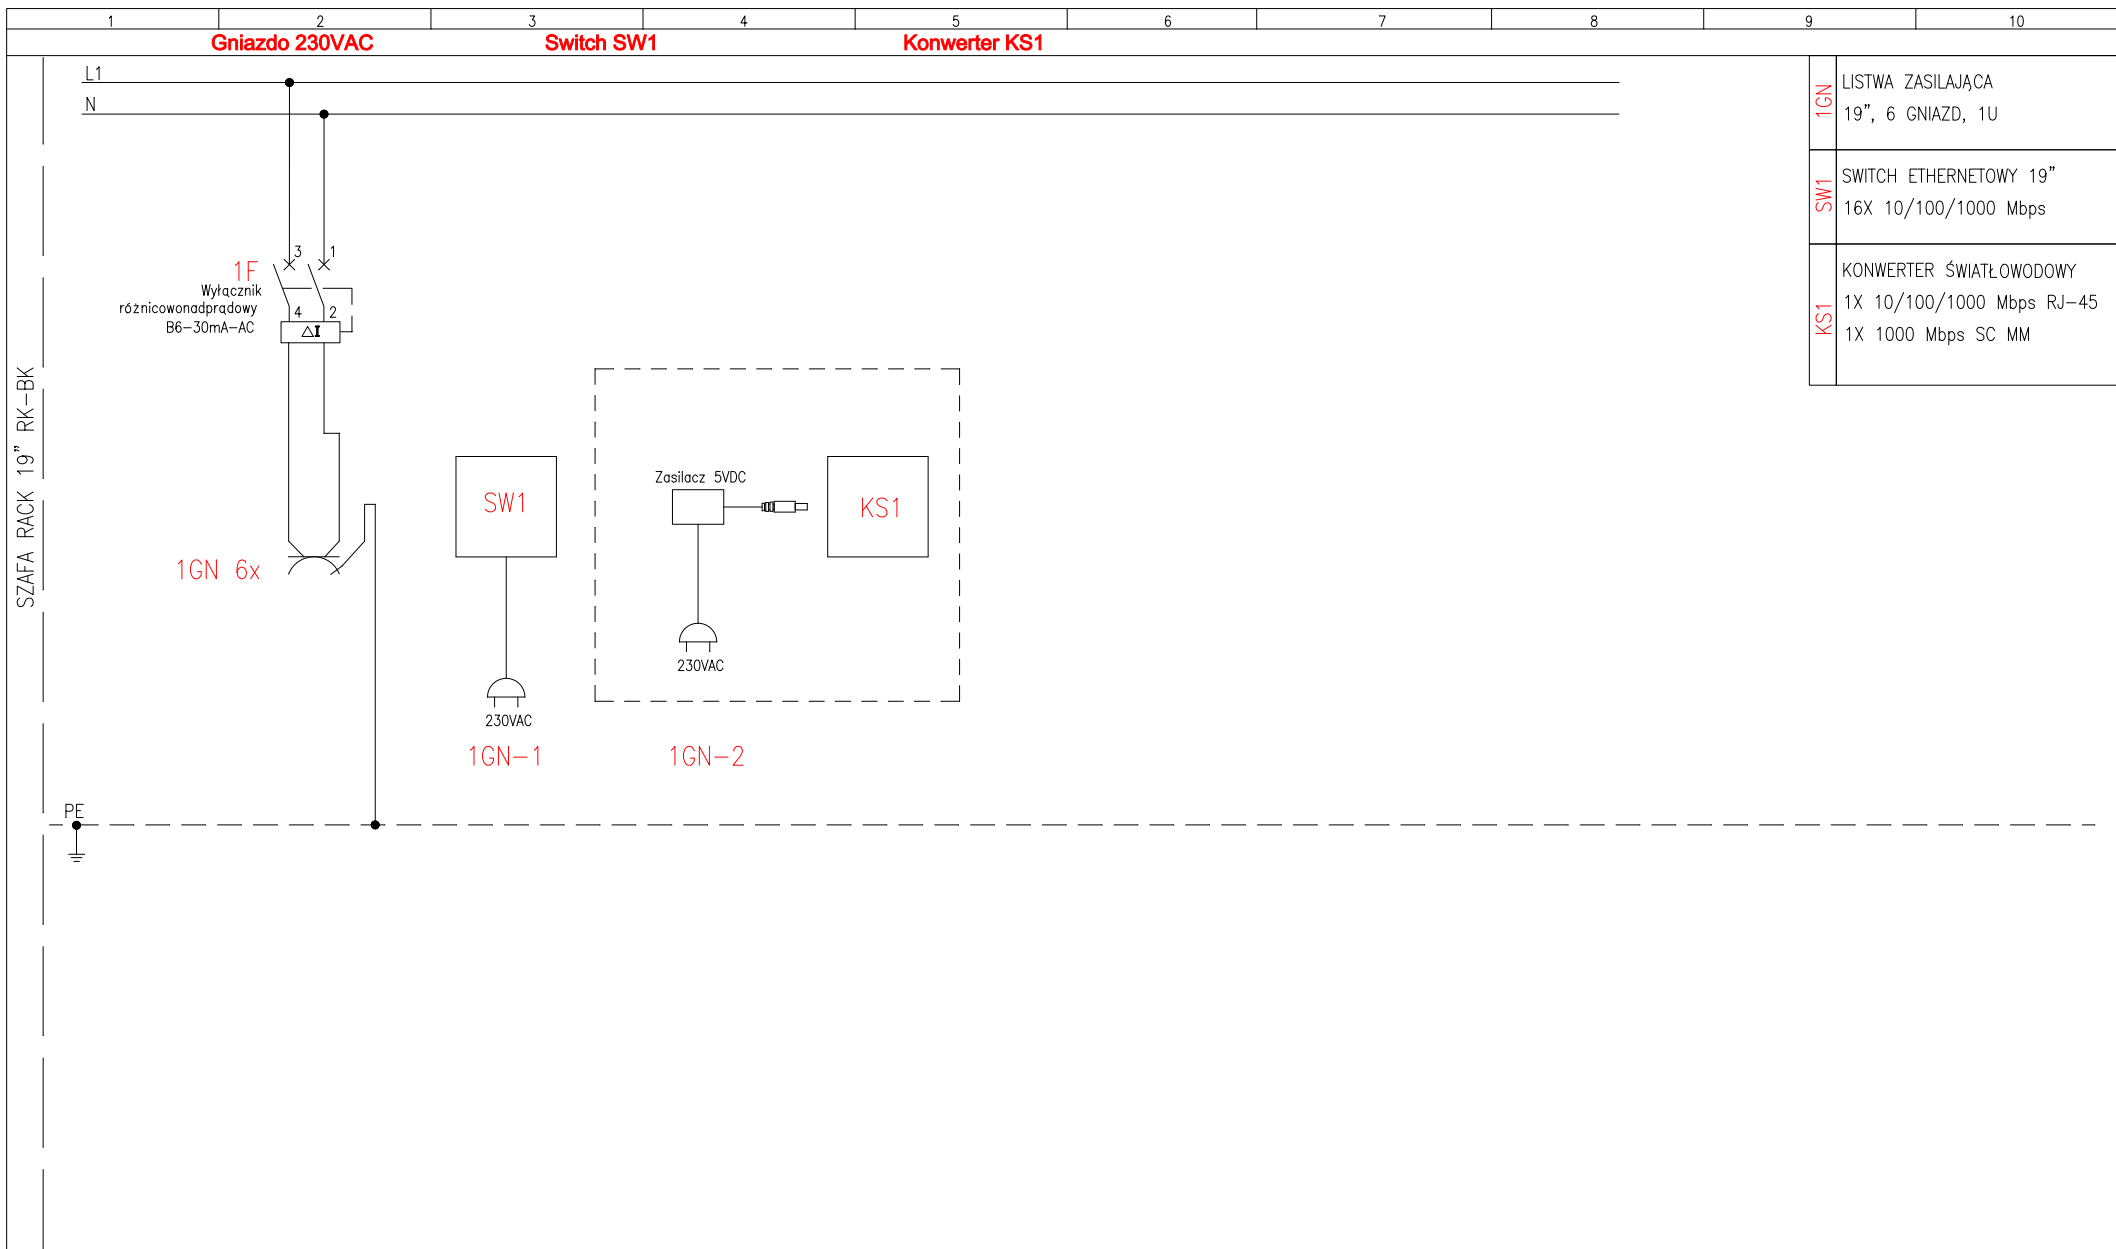 1 2 3 4 5 6 7 8 9 10
Gniazdo 230VAC Switch SW1 Konwerter KS1
L1
N
1GN
LISTWA ZASILAJĄCA
19", 6 GNIAZD, 1U
SW1
SWITCH ETHERNETOWY 19"
16X 10/100/1000 Mbps
KS1
KONWERTER ŚWIATŁOWODOWY
1X 10/100/1000 Mbps RJ-45
1X 1000 Mbps SC MM
3 1
1F
Wyłącznik
różnicowonadprądowy
B6-30mA-AC
4 2
△I
SZAFA RACK 19" RK-BK
1GN 6x
SW1
Zasilacz 5VDC
KS1
230VAC
230VAC
1GN-1
1GN-2
PE